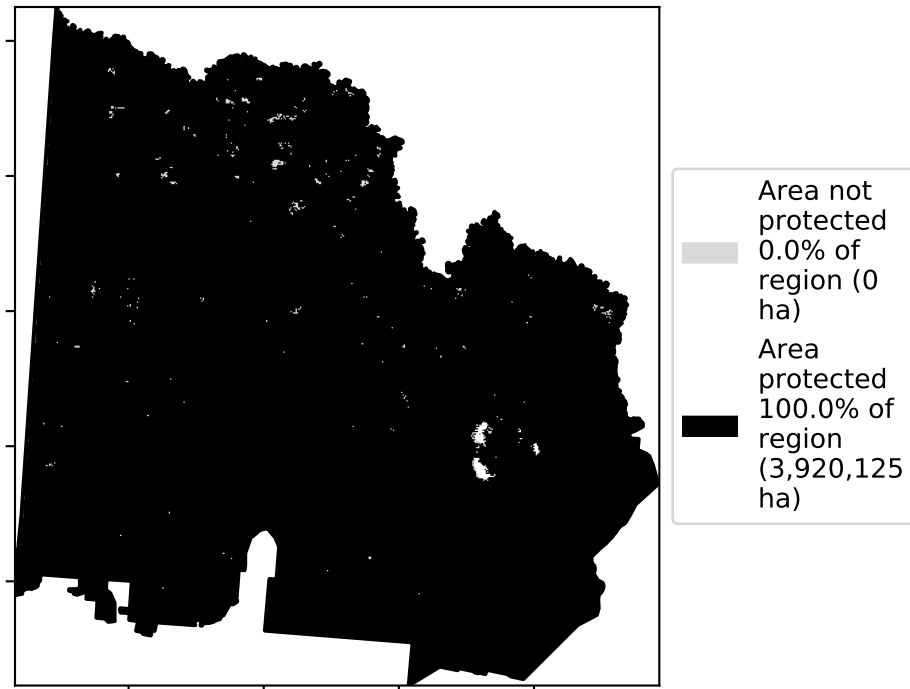 Area not
protected
0.0% of
region (0
ha)
Area
protected
100.0% of
region
(3,920,125
ha)